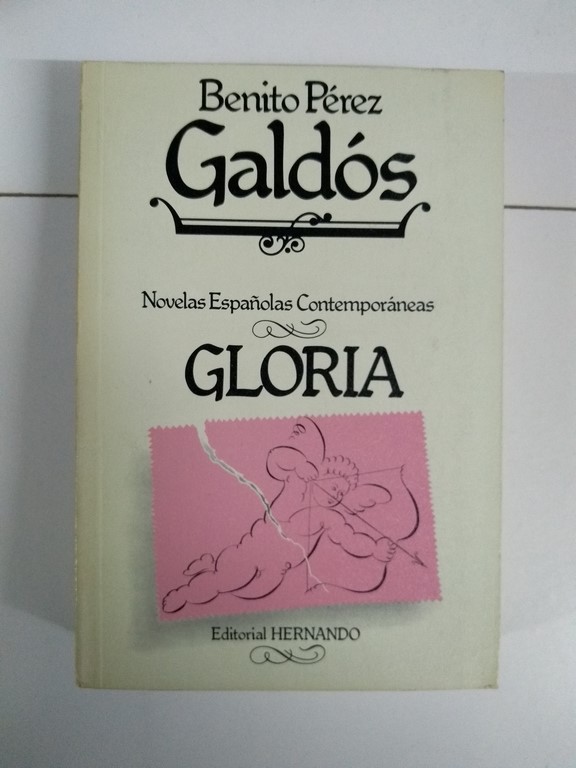 Benito Pérez
Galdós
Novelas Españolas Contemporáneas
GLORIA
Editorial HERNANDO